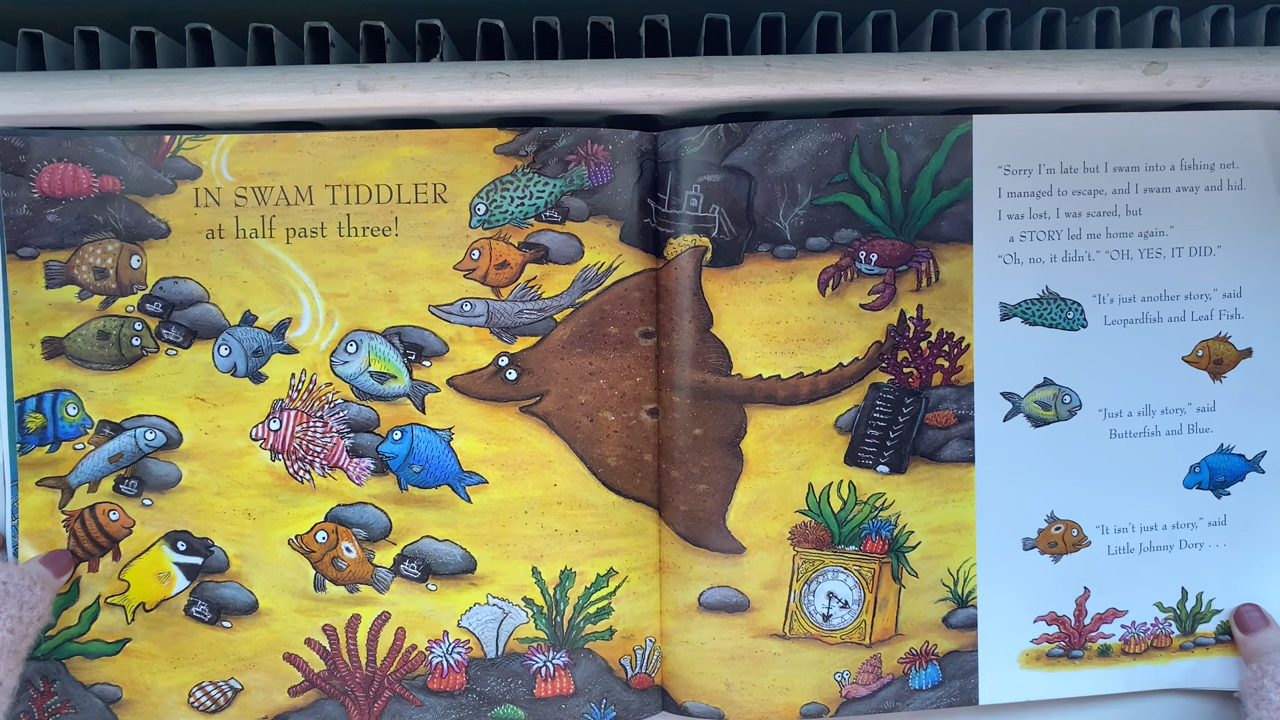 IN SWAM TIDDLER
at half past three!
“Sorry I’m late but I swam into a fishing net.
I managed to escape, and I swam away and hid.
I was lost, I was scared, but
a STORY led me home again.”
“Oh, no, it didn’t.” “OH, YES, IT DID.”
“It’s just another story,” said
Leopardfish and Leaf Fish.
“Just a silly story,” said
Butterfish and Blue.
“It isn’t just a story,” said
Little Johnny Dory . . .